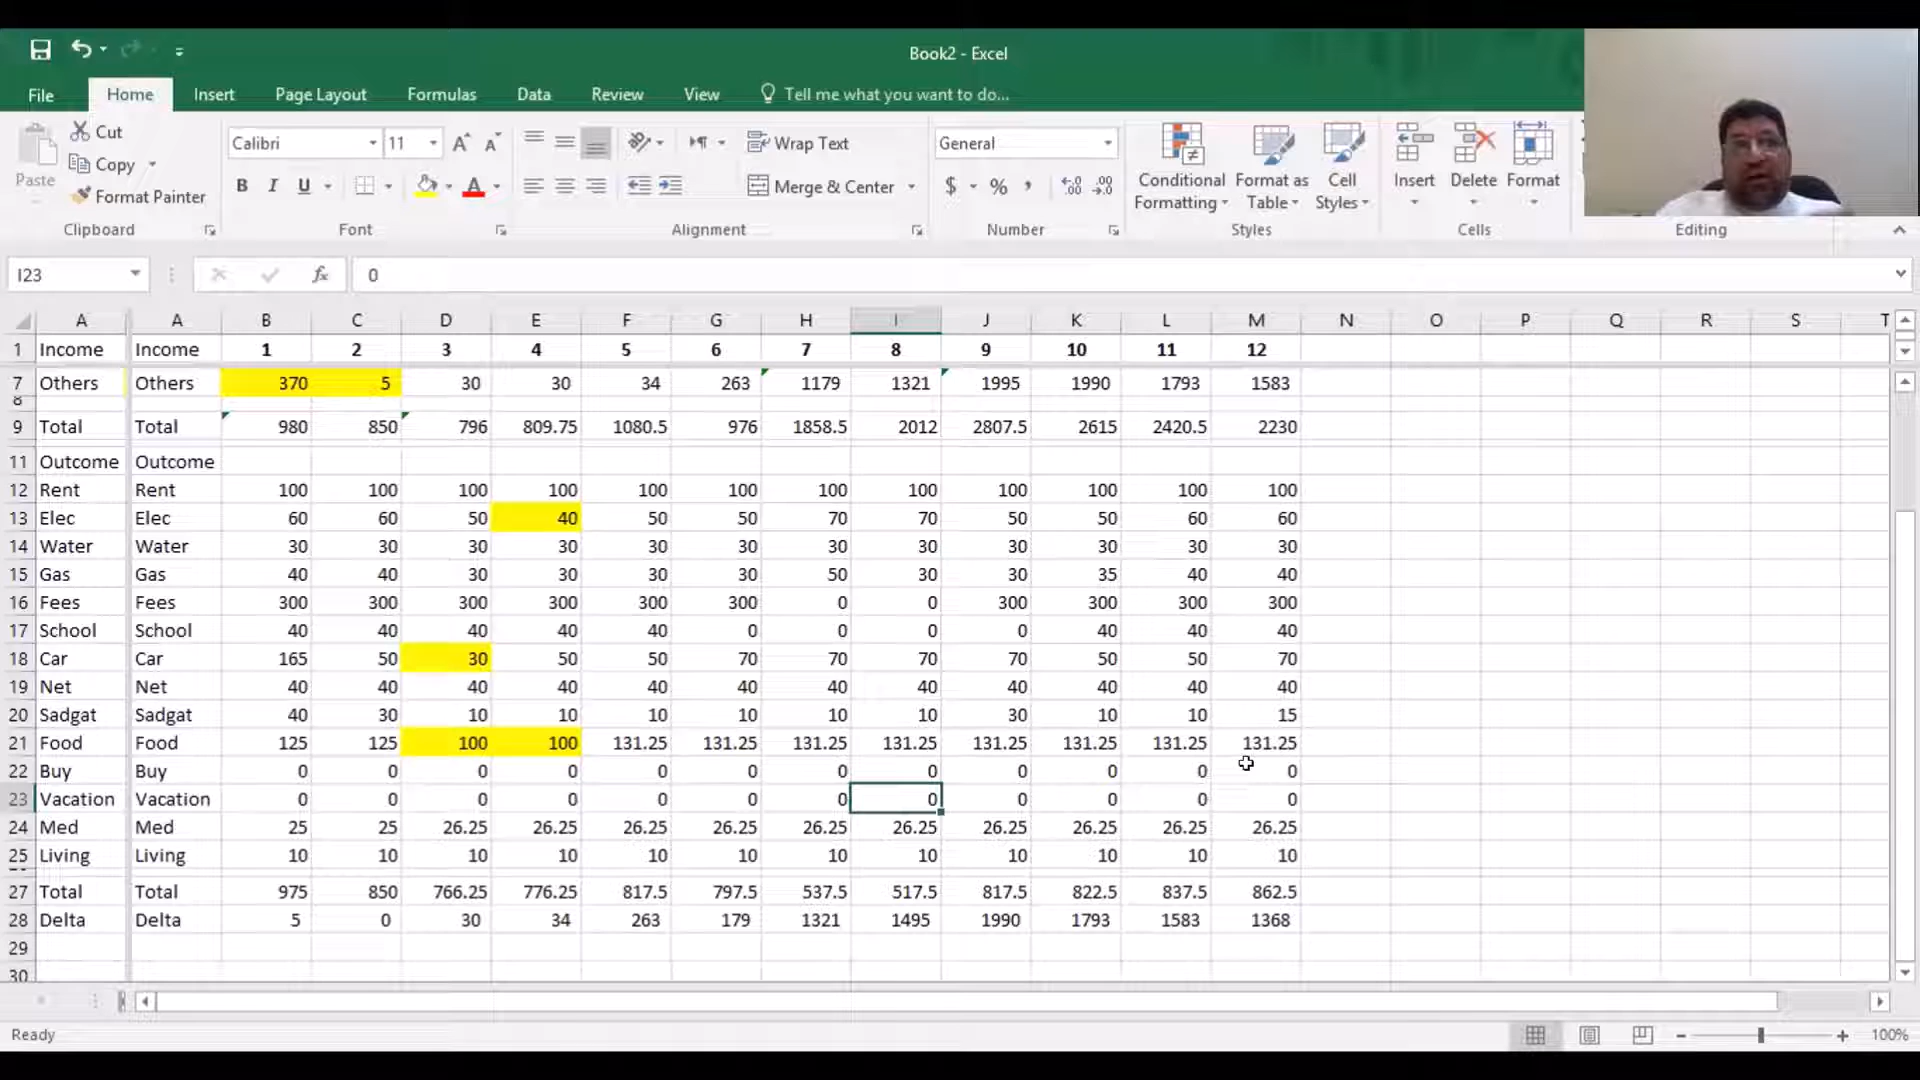 Book2 - Excel
File Home Insert Page Layout Formulas Data Review View Tell me what you want to do...
Paste Cut Copy Format Painter Clipboard
Calibri 11 B I U A Font
Wrap Text Merge & Center Alignment
General $ % , Number
Conditional Formatting Format as Table Cell Styles Styles
Insert Delete Format Cells
Editing
I23 fx 0
A A B C D E F G H I J K L M N O P Q R S T
1 Income Income 1 2 3 4 5 6 7 8 9 10 11 12
7 Others Others 370 5 30 30 34 263 1179 1321 1995 1990 1793 1583
8
9 Total Total 980 850 796 809.75 1080.5 976 1858.5 2012 2807.5 2615 2420.5 2230
11 Outcome Outcome
12 Rent Rent 100 100 100 100 100 100 100 100 100 100 100 100
13 Elec Elec 60 60 50 40 50 50 70 70 50 50 60 60
14 Water Water 30 30 30 30 30 30 30 30 30 30 30 30
15 Gas Gas 40 40 30 30 30 30 50 30 30 35 40 40
16 Fees Fees 300 300 300 300 300 300 0 0 300 300 300 300
17 School School 40 40 40 40 40 0 0 0 0 40 40 40
18 Car Car 165 50 30 50 50 70 70 70 70 50 50 70
19 Net Net 40 40 40 40 40 40 40 40 40 40 40 40
20 Sadgat Sadgat 40 30 10 10 10 10 10 10 30 10 10 15
21 Food Food 125 125 100 100 131.25 131.25 131.25 131.25 131.25 131.25 131.25 131.25
22 Buy Buy 0 0 0 0 0 0 0 0 0 0 0 0
23 Vacation Vacation 0 0 0 0 0 0 0 0 0 0 0 0
24 Med Med 25 25 26.25 26.25 26.25 26.25 26.25 26.25 26.25 26.25 26.25 26.25
25 Living Living 10 10 10 10 10 10 10 10 10 10 10 10
27 Total Total 975 850 766.25 776.25 817.5 797.5 537.5 517.5 817.5 822.5 837.5 862.5
28 Delta Delta 5 0 30 34 263 179 1321 1495 1990 1793 1583 1368
29
30
Ready 100%